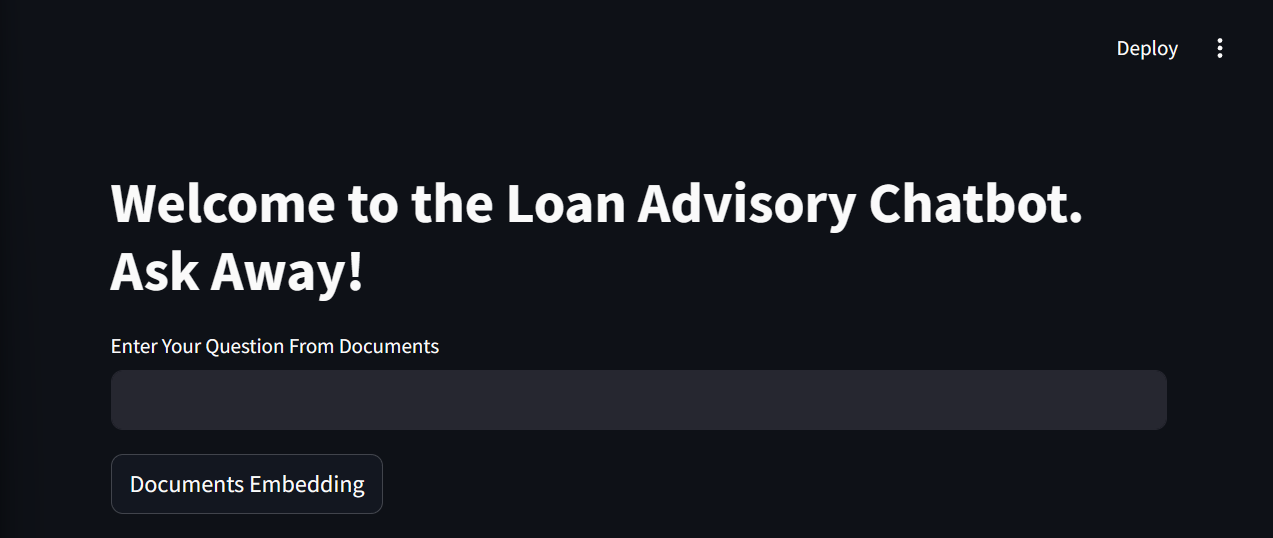 Deploy
Welcome to the Loan Advisory Chatbot.
Ask Away!
Enter Your Question From Documents
Documents Embedding